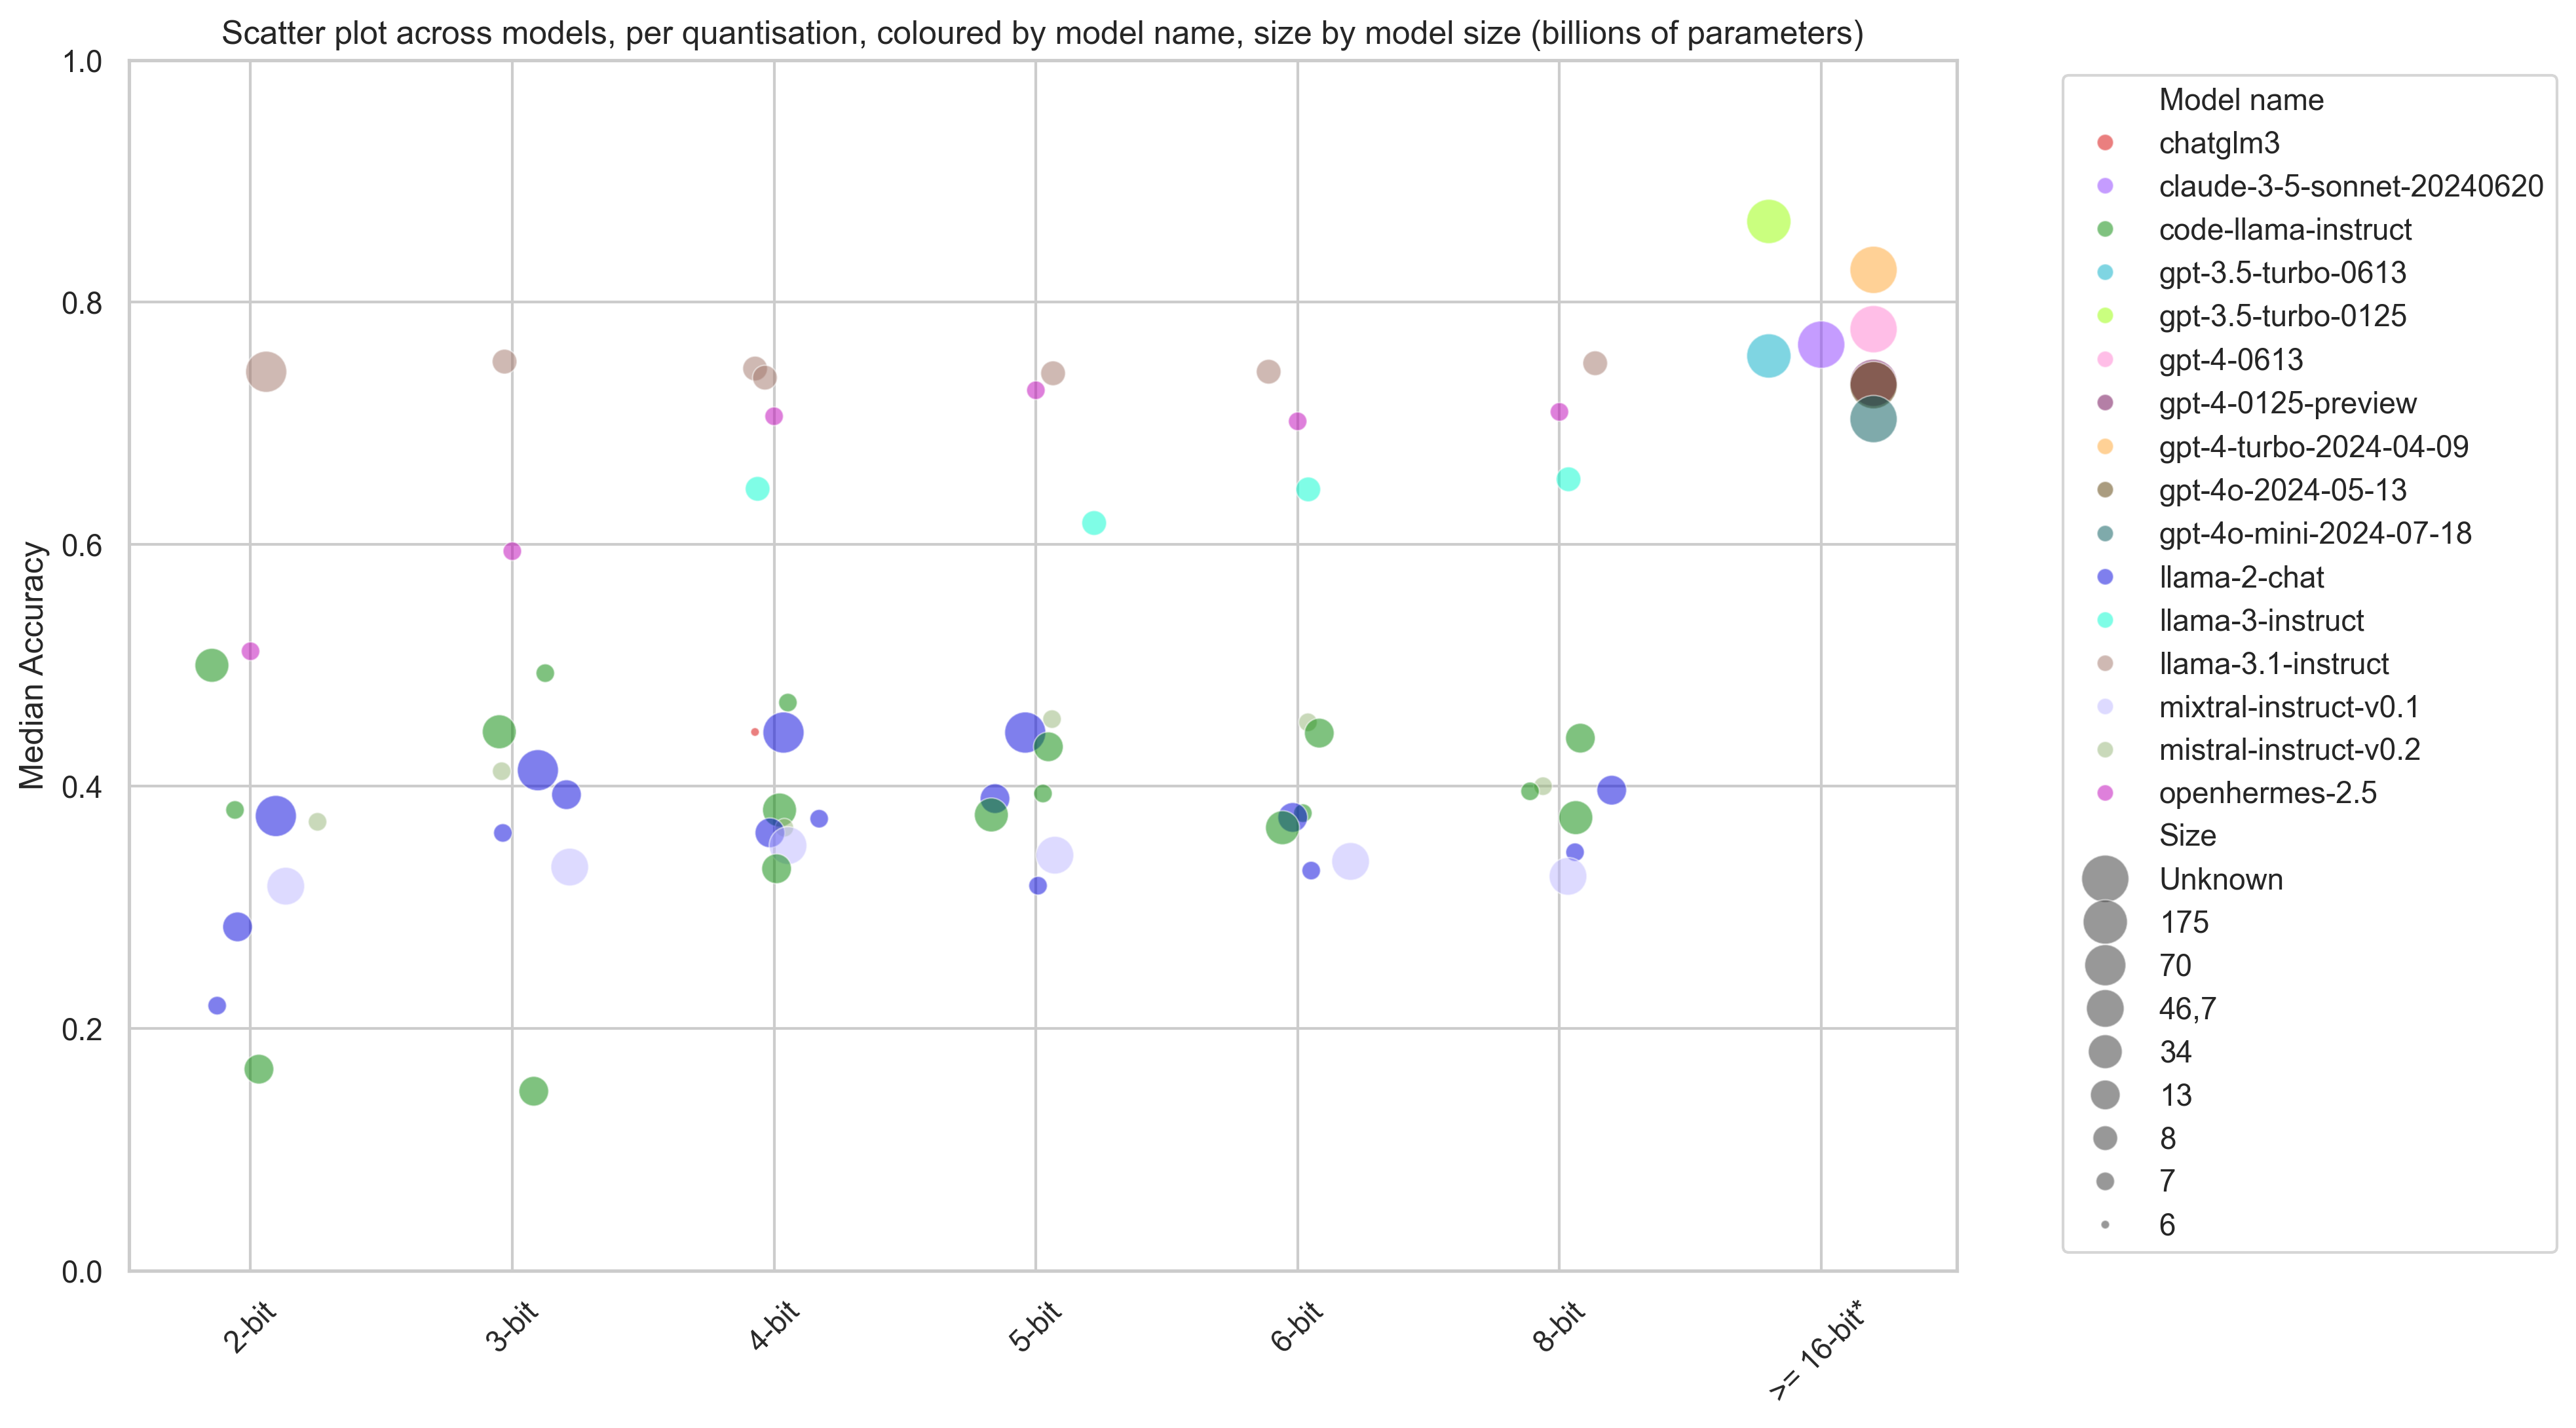 Scatter plot across models, per quantisation, coloured by model name, size by model size (billions of parameters)
Median Accuracy
1.0
0.8
0.6
0.4
0.2
0.0
2-bit
3-bit
4-bit
5-bit
6-bit
8-bit
>= 16-bit*
Model name
chatglm3
claude-3-5-sonnet-20240620
code-llama-instruct
gpt-3.5-turbo-0613
gpt-3.5-turbo-0125
gpt-4-0613
gpt-4-0125-preview
gpt-4-turbo-2024-04-09
gpt-4o-2024-05-13
gpt-4o-mini-2024-07-18
llama-2-chat
llama-3-instruct
llama-3.1-instruct
mixtral-instruct-v0.1
mistral-instruct-v0.2
openhermes-2.5
Size
Unknown
175
70
46,7
34
13
8
7
6